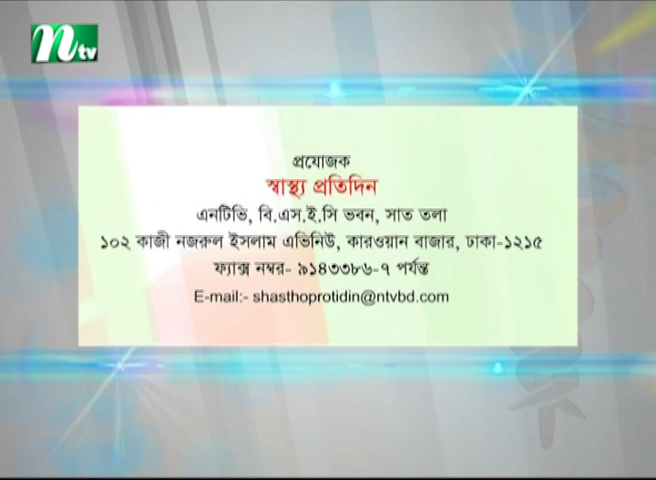 ntv
প্রযোজক
স্বাস্থ্য প্রতিদিন
এনটিভি, বি.এস.ই.সি ভবন, সাত তলা
১০২ কাজী নজরুল ইসলাম এভিনিউ, কারওয়ান বাজার, ঢাকা-১২১৫
ফ্যাক্স নম্বর- ৯১৪৩৩৮৬-৭ পর্যন্ত
E-mail:- shasthoprotidin@ntvbd.com